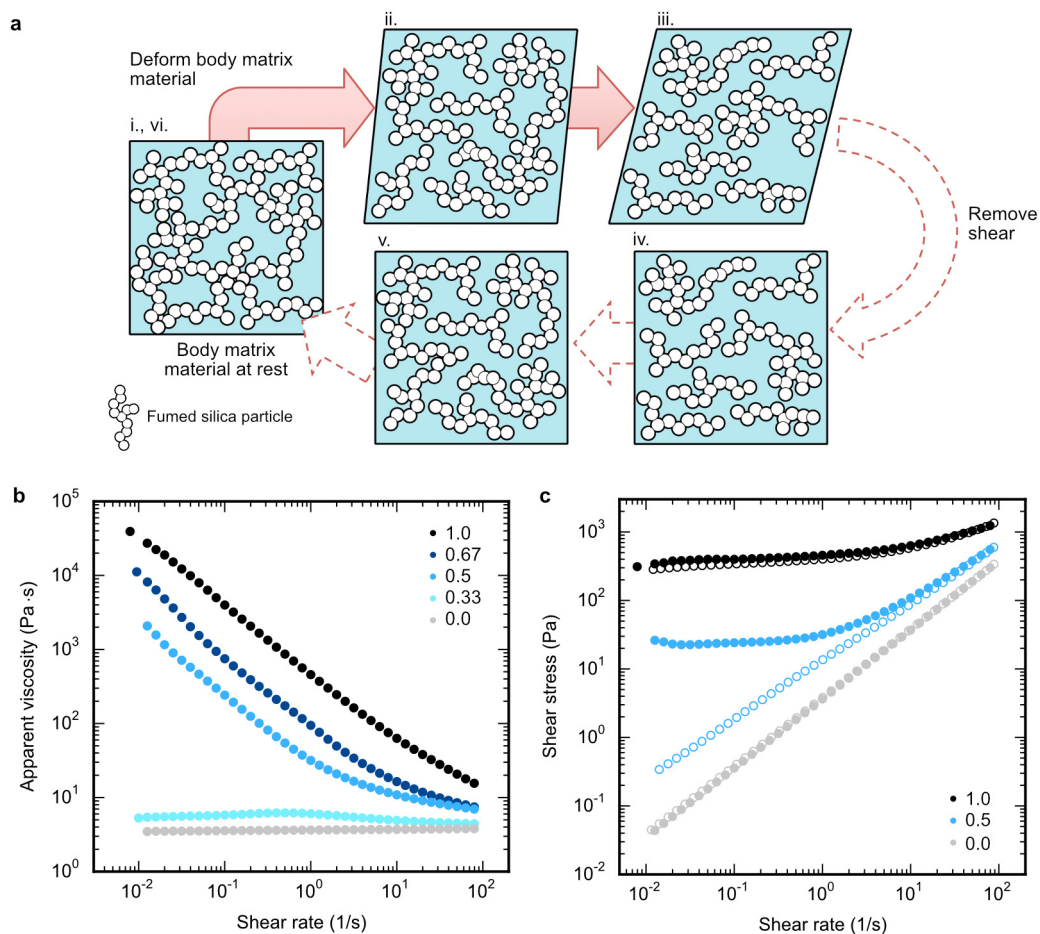 a
ii.
iii.
Deform body matrix
material
i., vi.
Remove
shear
v.
iv.
Body matrix
material at rest
Fumed silica particle
b
10^5
10^4
10^3
10^2
10^1
10^0
Apparent viscosity (Pa·s)
1.0
0.67
0.5
0.33
0.0
10^-2
10^-1
10^0
10^1
10^2
Shear rate (1/s)
c
10^3
10^2
10^1
10^0
10^-1
10^-2
Shear stress (Pa)
1.0
0.5
0.0
10^-2
10^-1
10^0
10^1
10^2
Shear rate (1/s)